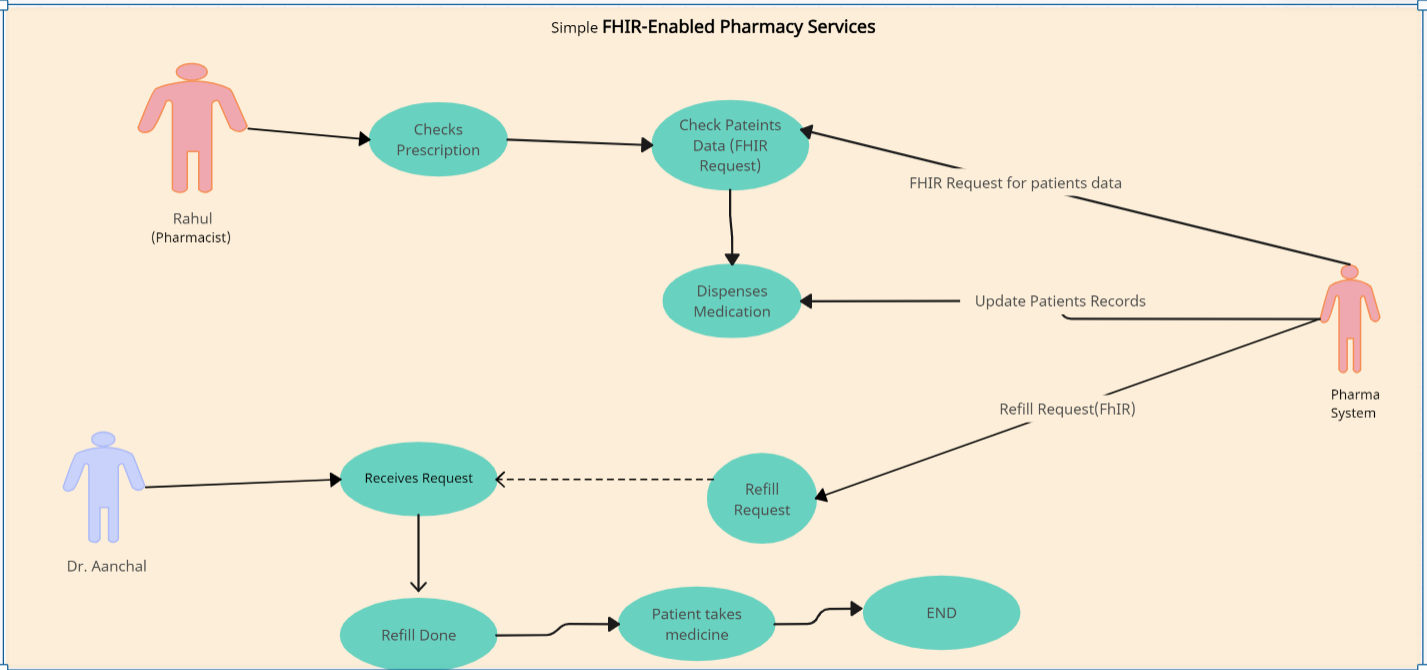 Simple FHIR-Enabled Pharmacy Services
Checks
Prescription
Check Pateints
Data (FHIR
Request)
FHIR Request for patients data
Rahul
(Pharmacist)
Dispenses
Medication
Update Patients Records
Pharma
System
Refill Request(FhIR)
Receives Request
Refill
Request
Dr. Aanchal
Refill Done
Patient takes
medicine
END